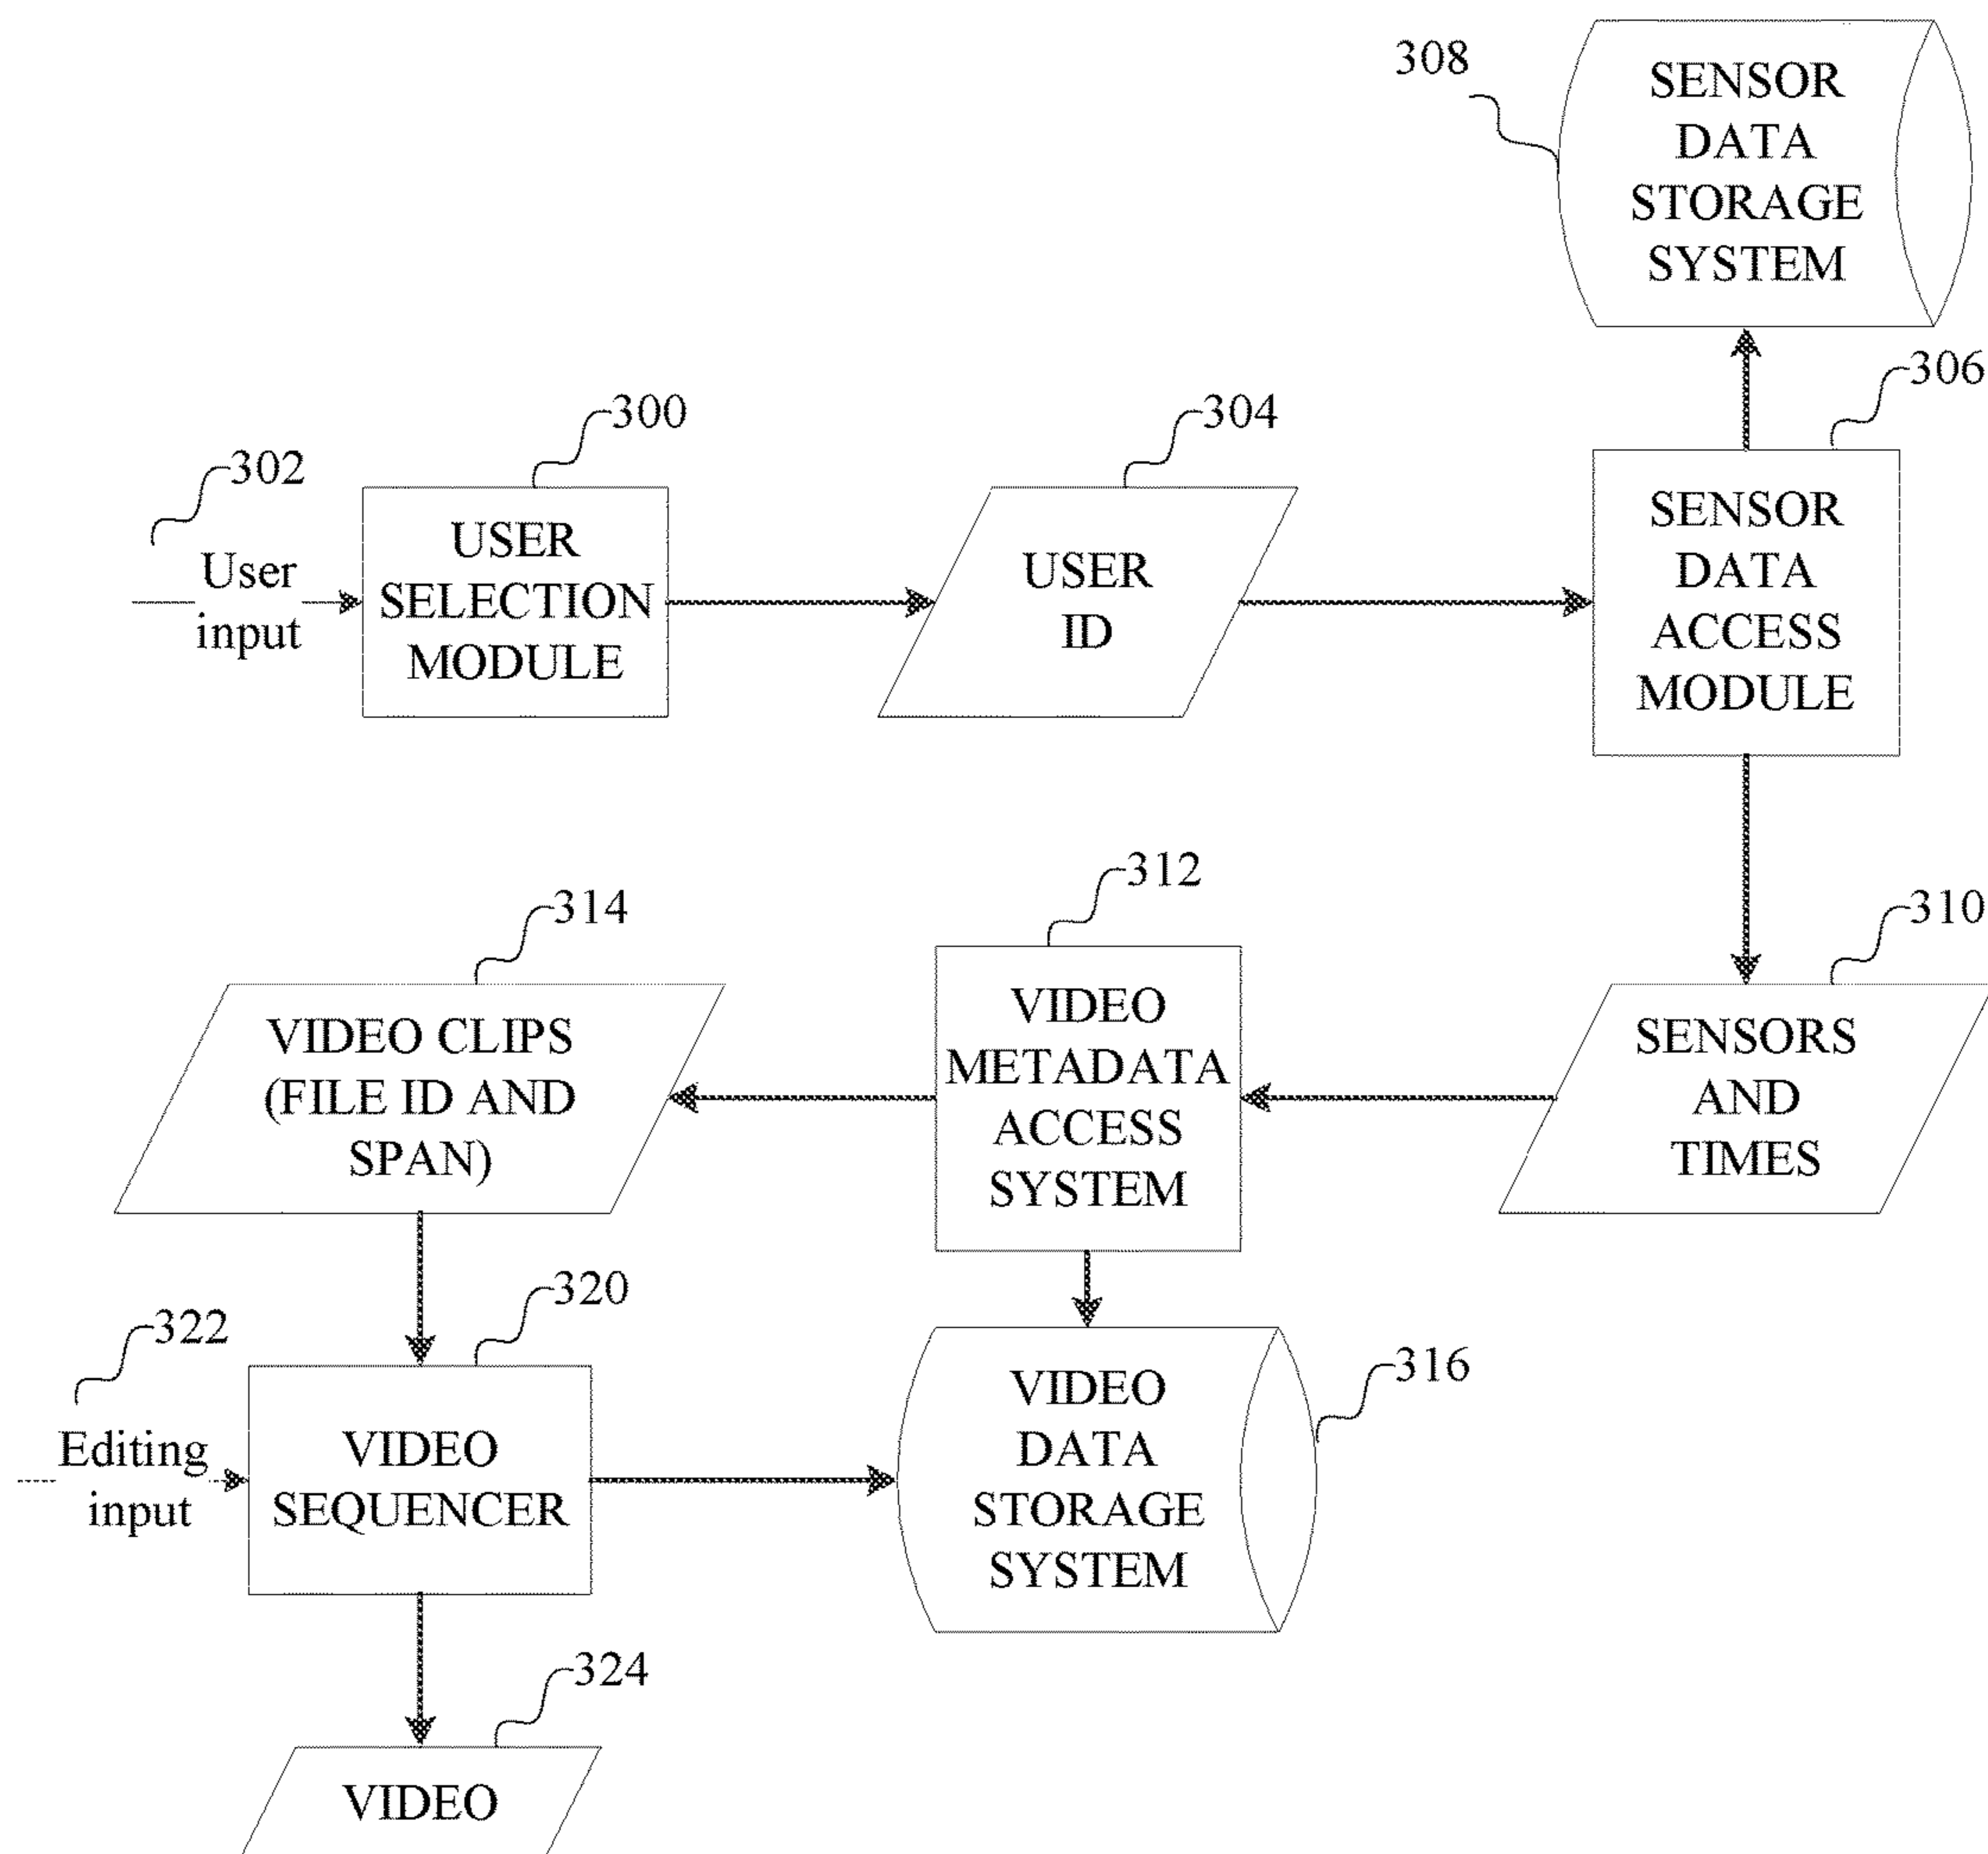 308
SENSOR
DATA
STORAGE
SYSTEM
306
300
304
302
User
input
USER
SELECTION
MODULE
USER
ID
SENSOR
DATA
ACCESS
MODULE
312
314
310
VIDEO CLIPS
(FILE ID AND
SPAN)
VIDEO
METADATA
ACCESS
SYSTEM
SENSORS
AND
TIMES
320
322
316
Editing
input
VIDEO
SEQUENCER
VIDEO
DATA
STORAGE
SYSTEM
324
VIDEO